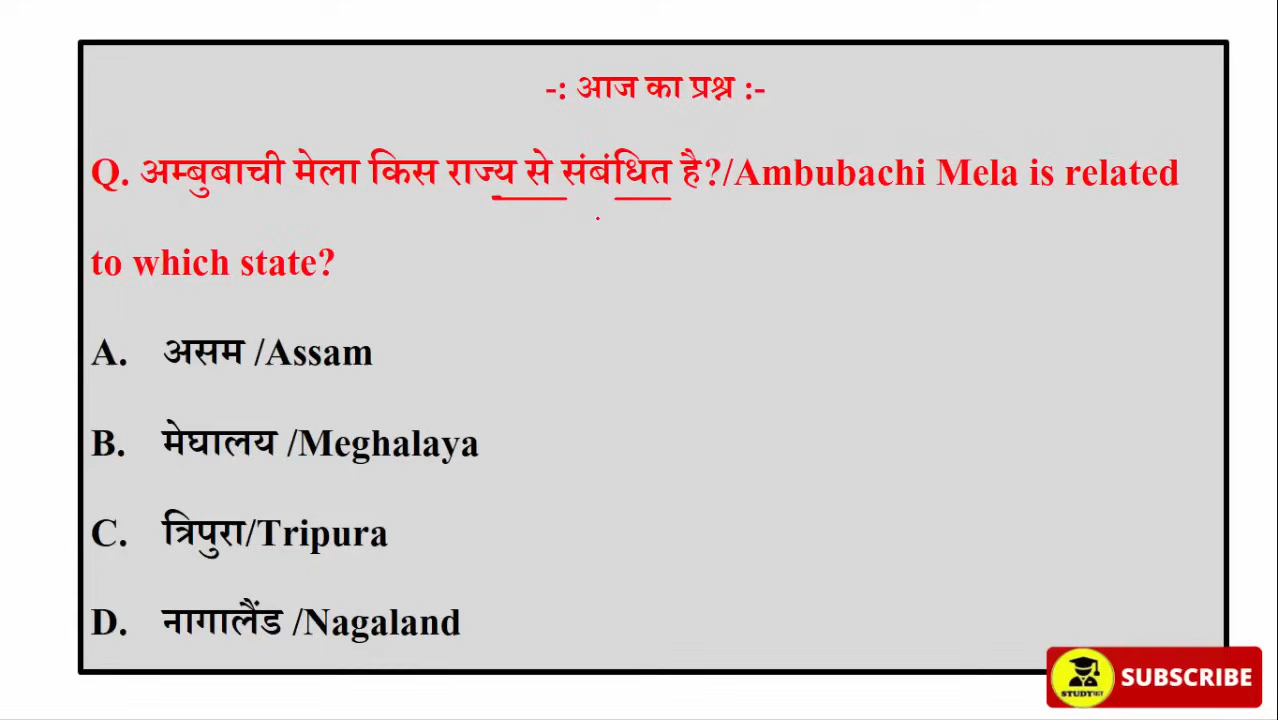 -: आज का प्रश्न :-
Q. अम्बुबाची मेला किस राज्य से संबंधित है?/Ambubachi Mela is related
to which state?
A. असम /Assam
B. मेघालय /Meghalaya
C. त्रिपुरा/Tripura
D. नागालैंड /Nagaland
SUBSCRIBE